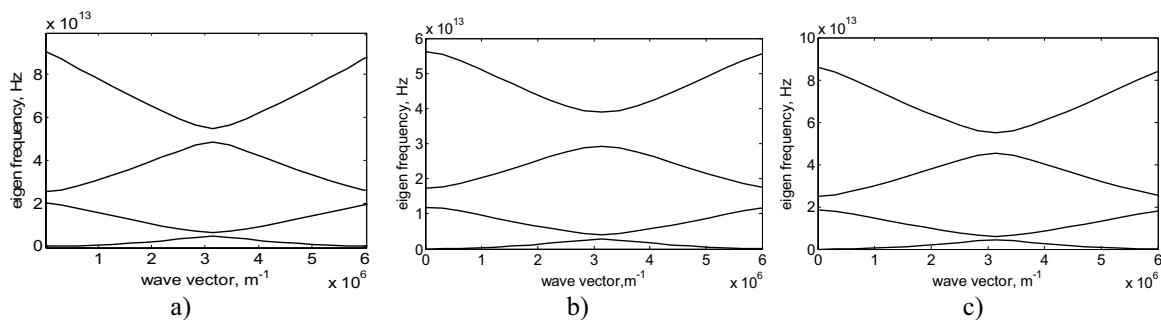 x 10^13
eigen frequency, Hz
8
6
4
2
0
1 2 3 4 5 6
wave vector, m^-1
x 10^6
a)
x 10^13
eigen frequency, Hz
6
5
4
3
2
1
0
0 1 2 3 4 5 6
wave vector,m^-1
x 10^6
b)
x 10^13
eigen frequency, Hz
10
8
6
4
2
0
0 1 2 3 4 5 6
wave vector, m^-1
x 10^6
c)